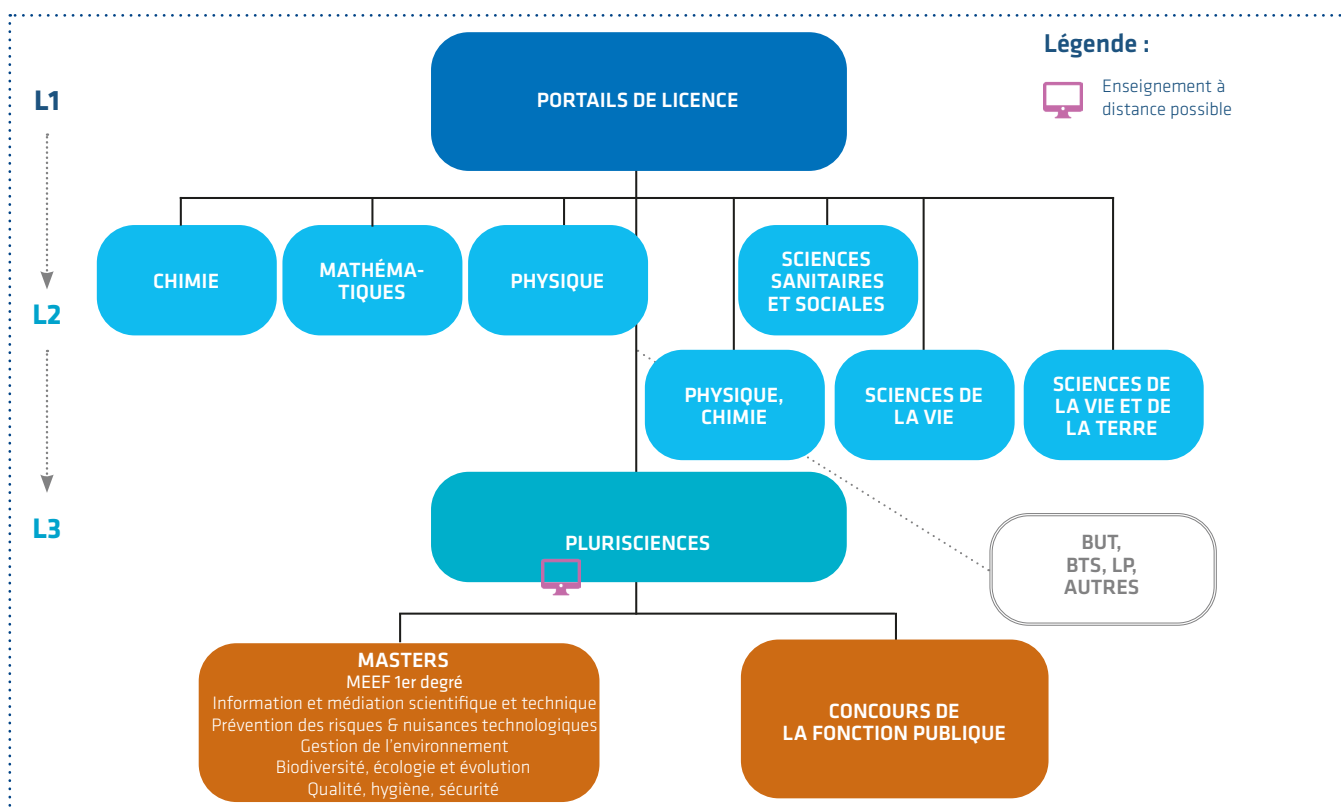 Légende :
Enseignement à
distance possible
L1
PORTAILS DE LICENCE
CHIMIE
MATHÉMA-
TIQUES
PHYSIQUE
SCIENCES
SANITAIRES
ET SOCIALES
L2
PHYSIQUE,
CHIMIE
SCIENCES DE
LA VIE
SCIENCES DE
LA VIE ET DE
LA TERRE
L3
PLURISCIENCES
BUT,
BTS, LP,
AUTRES
MASTERS
MEEF 1er degré
Information et médiation scientifique et technique
Prévention des risques & nuisances technologiques
Gestion de l'environnement
Biodiversité, écologie et évolution
Qualité, hygiène, sécurité
CONCOURS DE
LA FONCTION PUBLIQUE